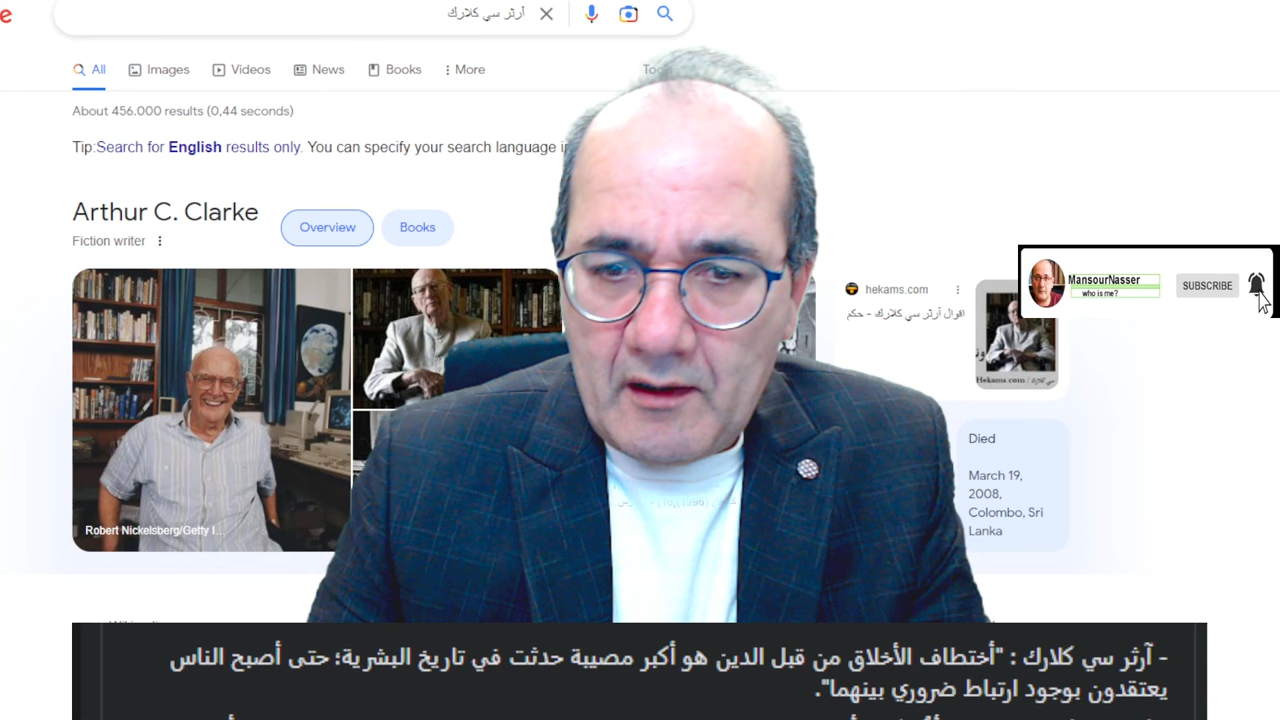 آرثر سي كلارك
All Images Videos News Books More
About 456.000 results (0,44 seconds)
Tip:Search for English results only. You can specify your search language
Arthur C. Clarke
Overview Books
Fiction writer
Robert Nickelsberg/Getty I...
hekams.com
اقوال آرثر سي كلارك - حكم
Hekams.com
MansourNasser
who is me?
SUBSCRIBE
Died
March 19,
2008,
Colombo, Sri
Lanka
- آرثر سي كلارك : "أختطاف الأخلاق من قبل الدين هو أكبر مصيبة حدثت في تاريخ البشرية؛ حتى أصبح الناس
يعتقدون بوجود ارتباط ضروري بينهما".